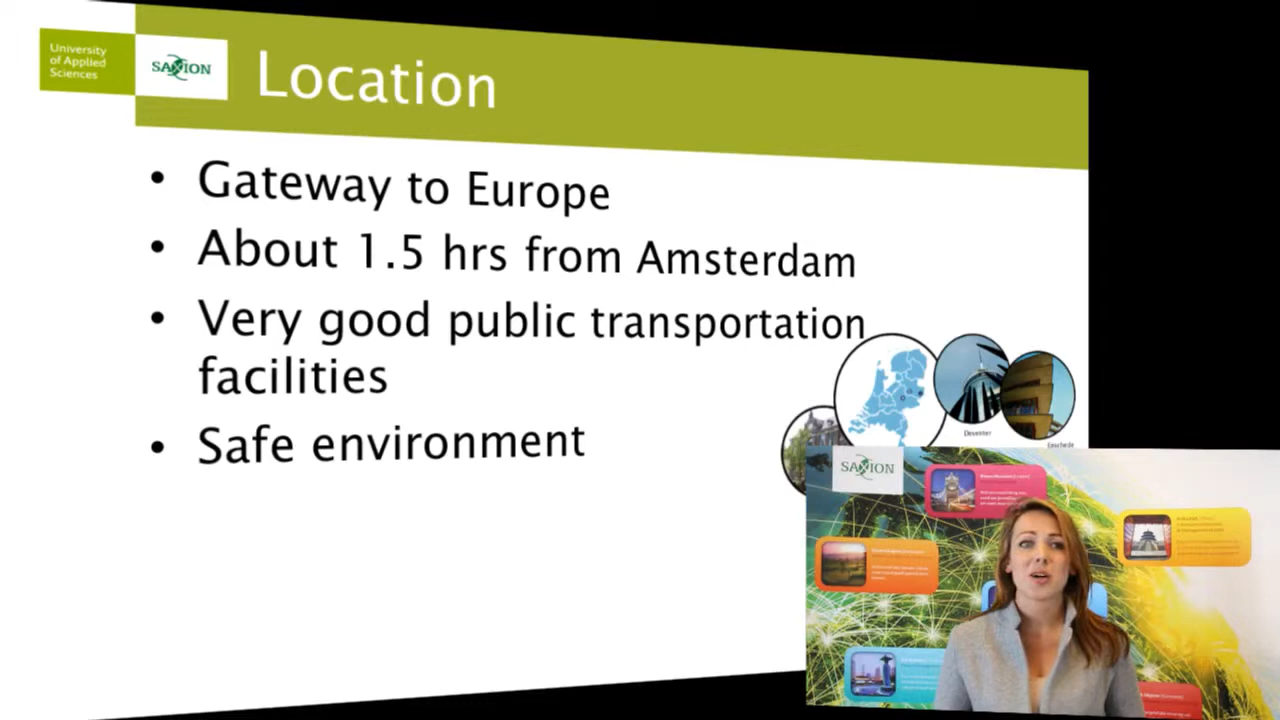 University
of Applied
Sciences
SAXION
Location
• Gateway to Europe
• About 1.5 hrs from Amsterdam
• Very good public transportation
facilities
• Safe environment
Deventer
Enschede
SAXION